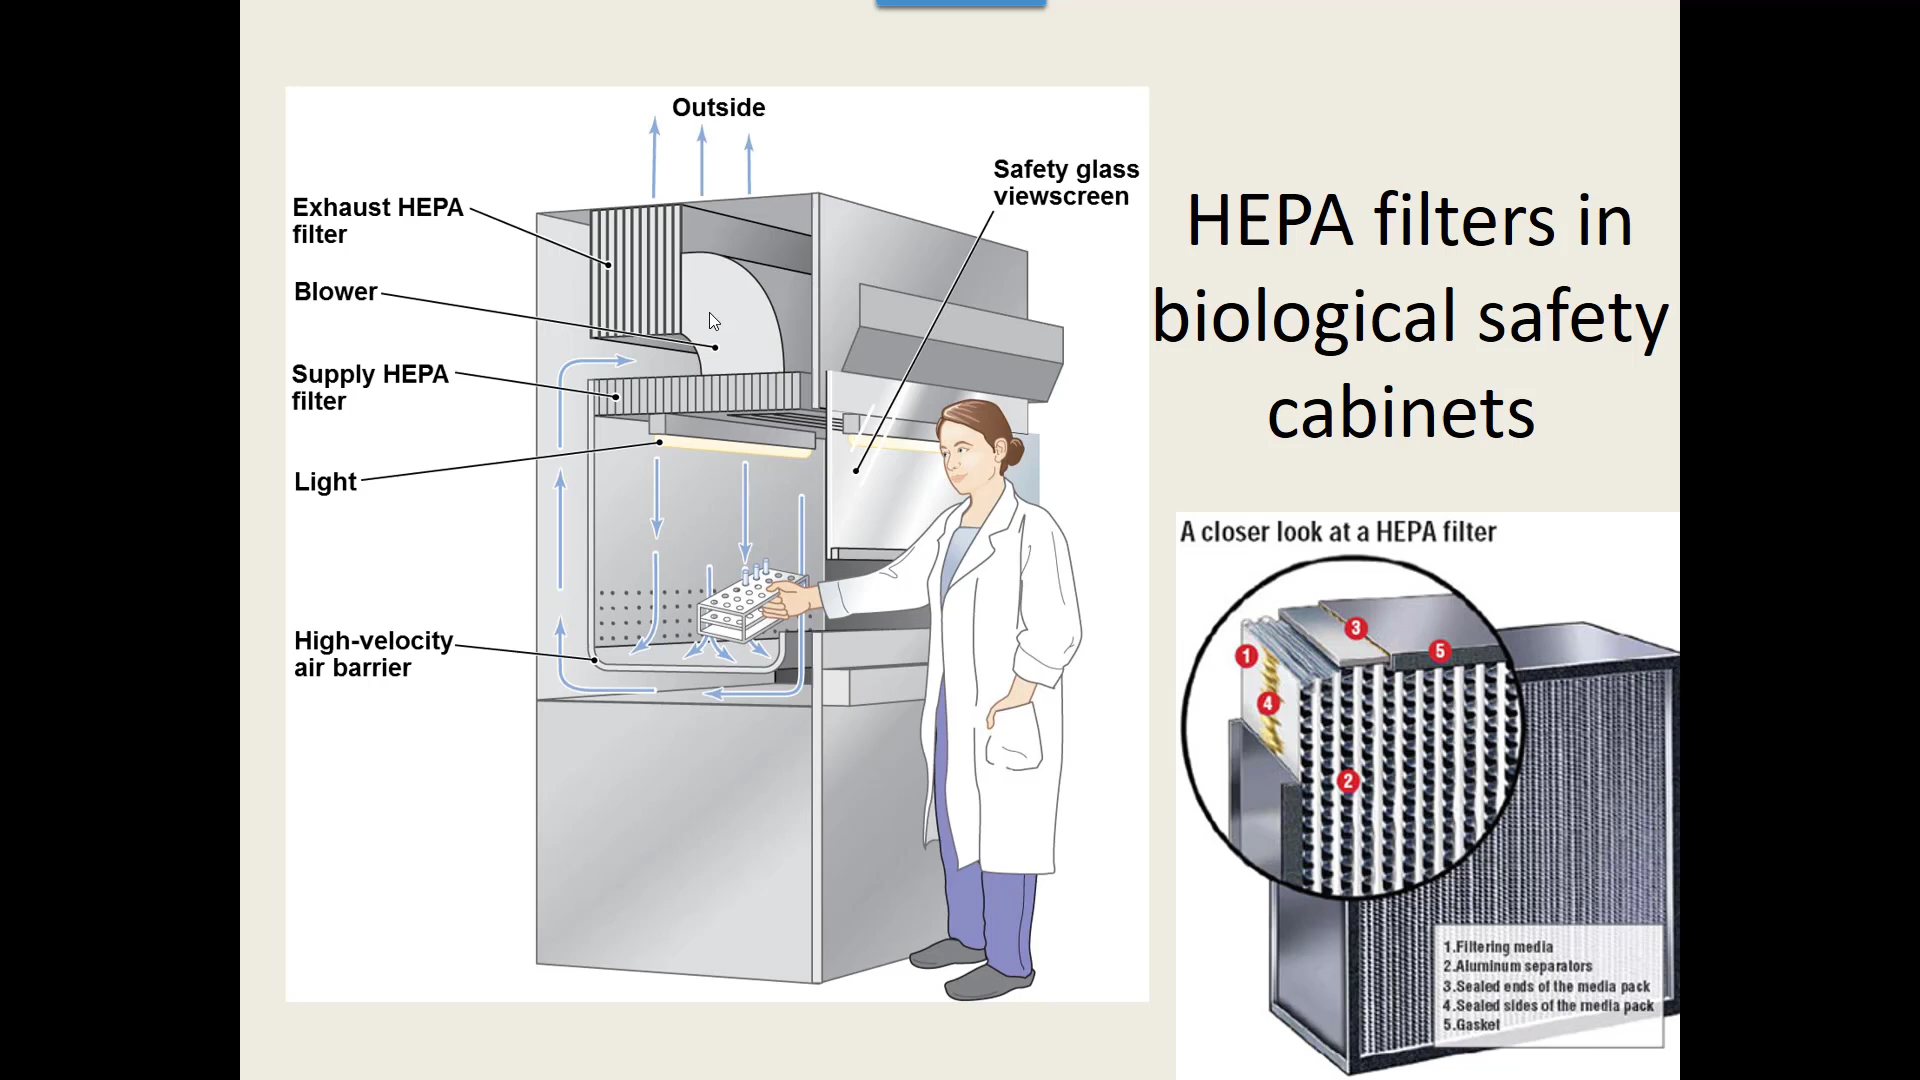 Outside
Safety glass
viewscreen
Exhaust HEPA
filter
Blower
Supply HEPA
filter
Light
High-velocity
air barrier
HEPA filters in
biological safety
cabinets
A closer look at a HEPA filter
3
1
5
4
2
1.Filtering media
2.Aluminum separators
3.Sealed ends of the media pack
4.Sealed sides of the media pack
5.Gasket